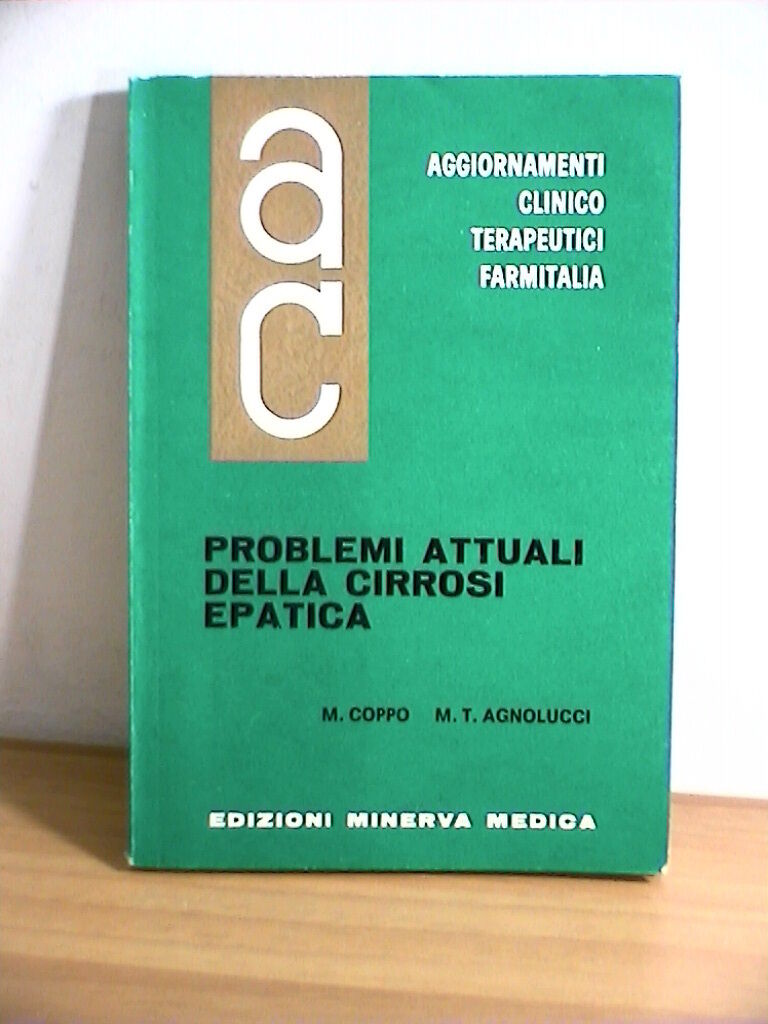 ac
AGGIORNAMENTI
CLINICO
TERAPEUTICI
FARMITALIA
PROBLEMI ATTUALI
DELLA CIRROSI
EPATICA
M. COPPO M. T. AGNOLUCCI
EDIZIONI MINERVA MEDICA